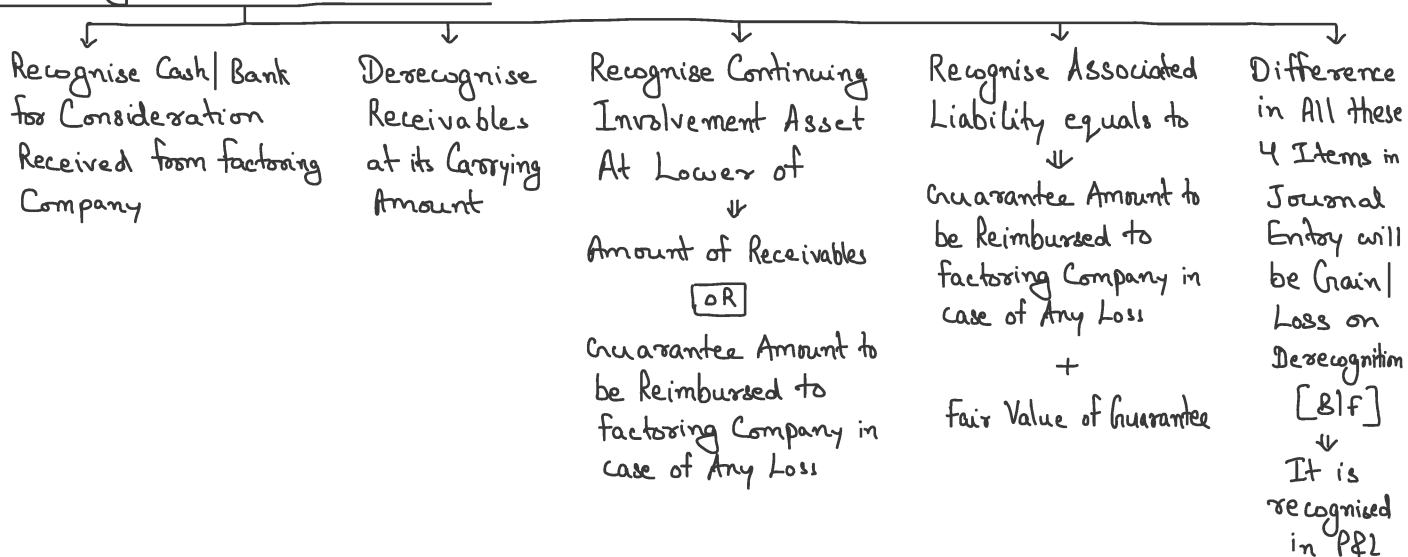 Recognise Cash/Bank
for Consideration
Received from factoring
Company
Derecognise
Receivables
at its Carrying
Amount
Recognise Continuing
Involvement Asset
At Lower of
⇓
Amount of Receivables
OR
Guarantee Amount to
be Reimbursed to
factoring Company in
case of Any Loss
Recognise Associated
Liability equals to
⇓
Guarantee Amount to
be Reimbursed to
factoring Company in
case of Any Loss
+
Fair Value of Guarantee
Difference
in All these
4 Items in
Journal
Entry will
be Gain/
Loss on
Derecognition
[B/f]
⇓
It is
recognised
in P&L